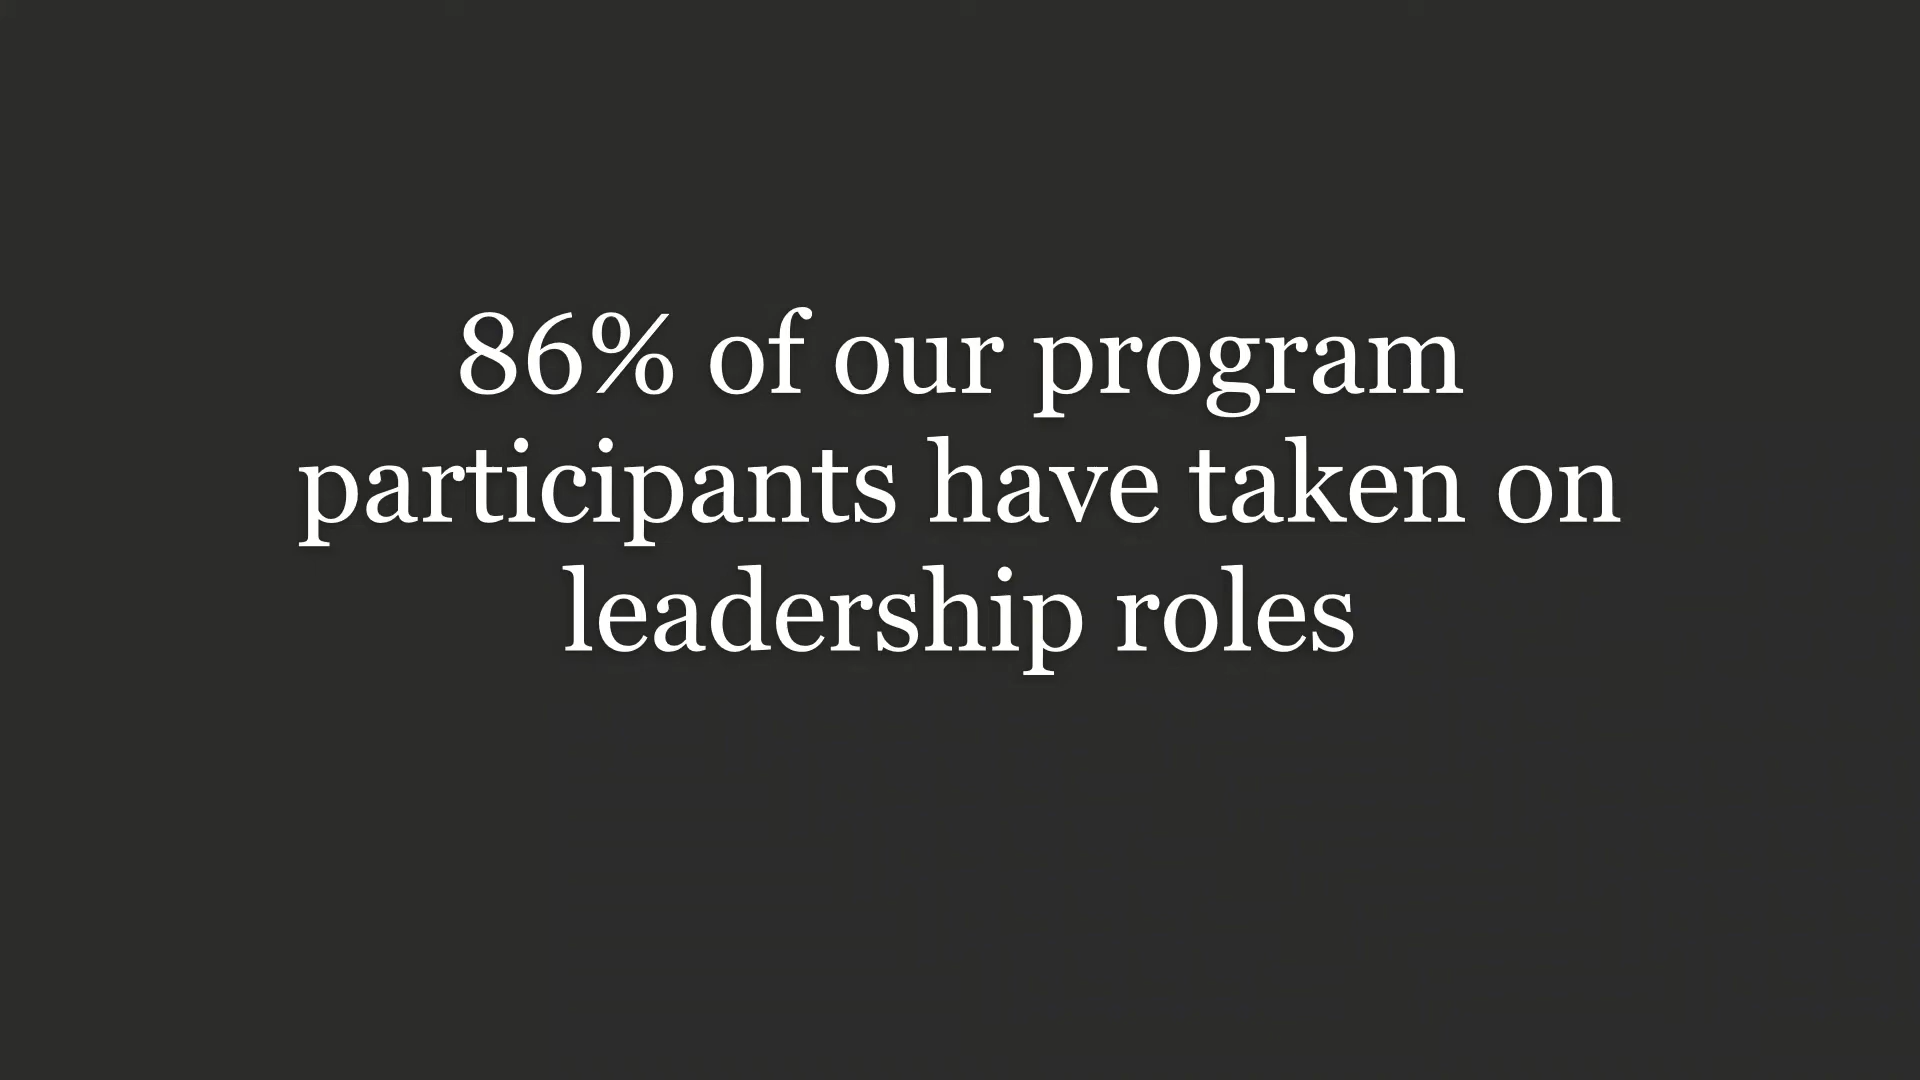 86% of our program
participants have taken on
leadership roles